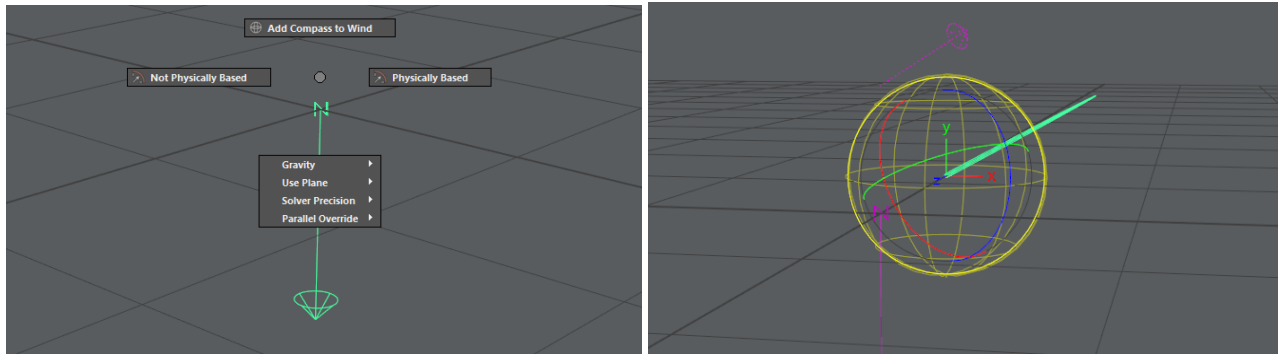 Add Compass to Wind
Not Physically Based
Physically Based
N
Gravity
Use Plane
Solver Precision
Parallel Override
y
z
x
N